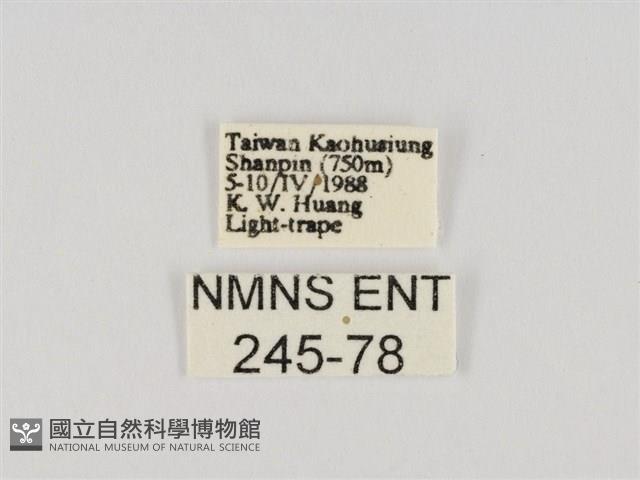 Taiwan Kaohusiung
Shanpin (750m)
5-10/IV/1988
K. W. Huang
Light-trape
NMNS ENT
245-78
國立自然科學博物館
NATIONAL MUSEUM OF NATURAL SCIENCE